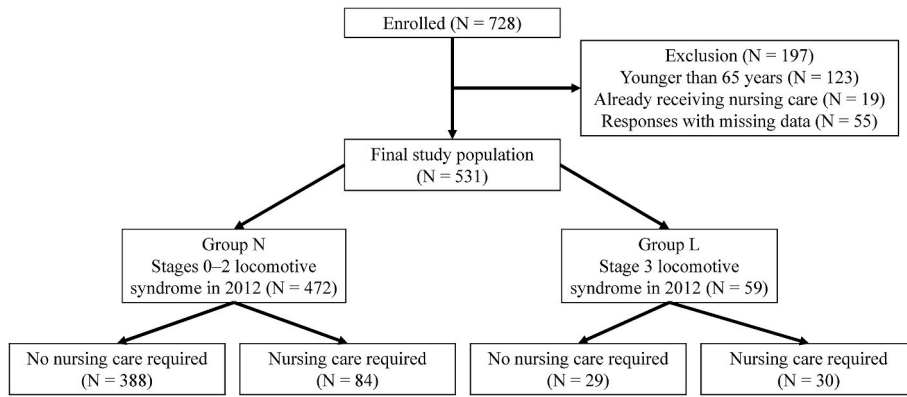 Enrolled (N = 728)
Exclusion (N = 197)
Younger than 65 years (N = 123)
Already receiving nursing care (N = 19)
Responses with missing data (N = 55)
Final study population
(N = 531)
Group N
Stages 0–2 locomotive
syndrome in 2012 (N = 472)
Group L
Stage 3 locomotive
syndrome in 2012 (N = 59)
No nursing care required
(N = 388)
Nursing care required
(N = 84)
No nursing care required
(N = 29)
Nursing care required
(N = 30)